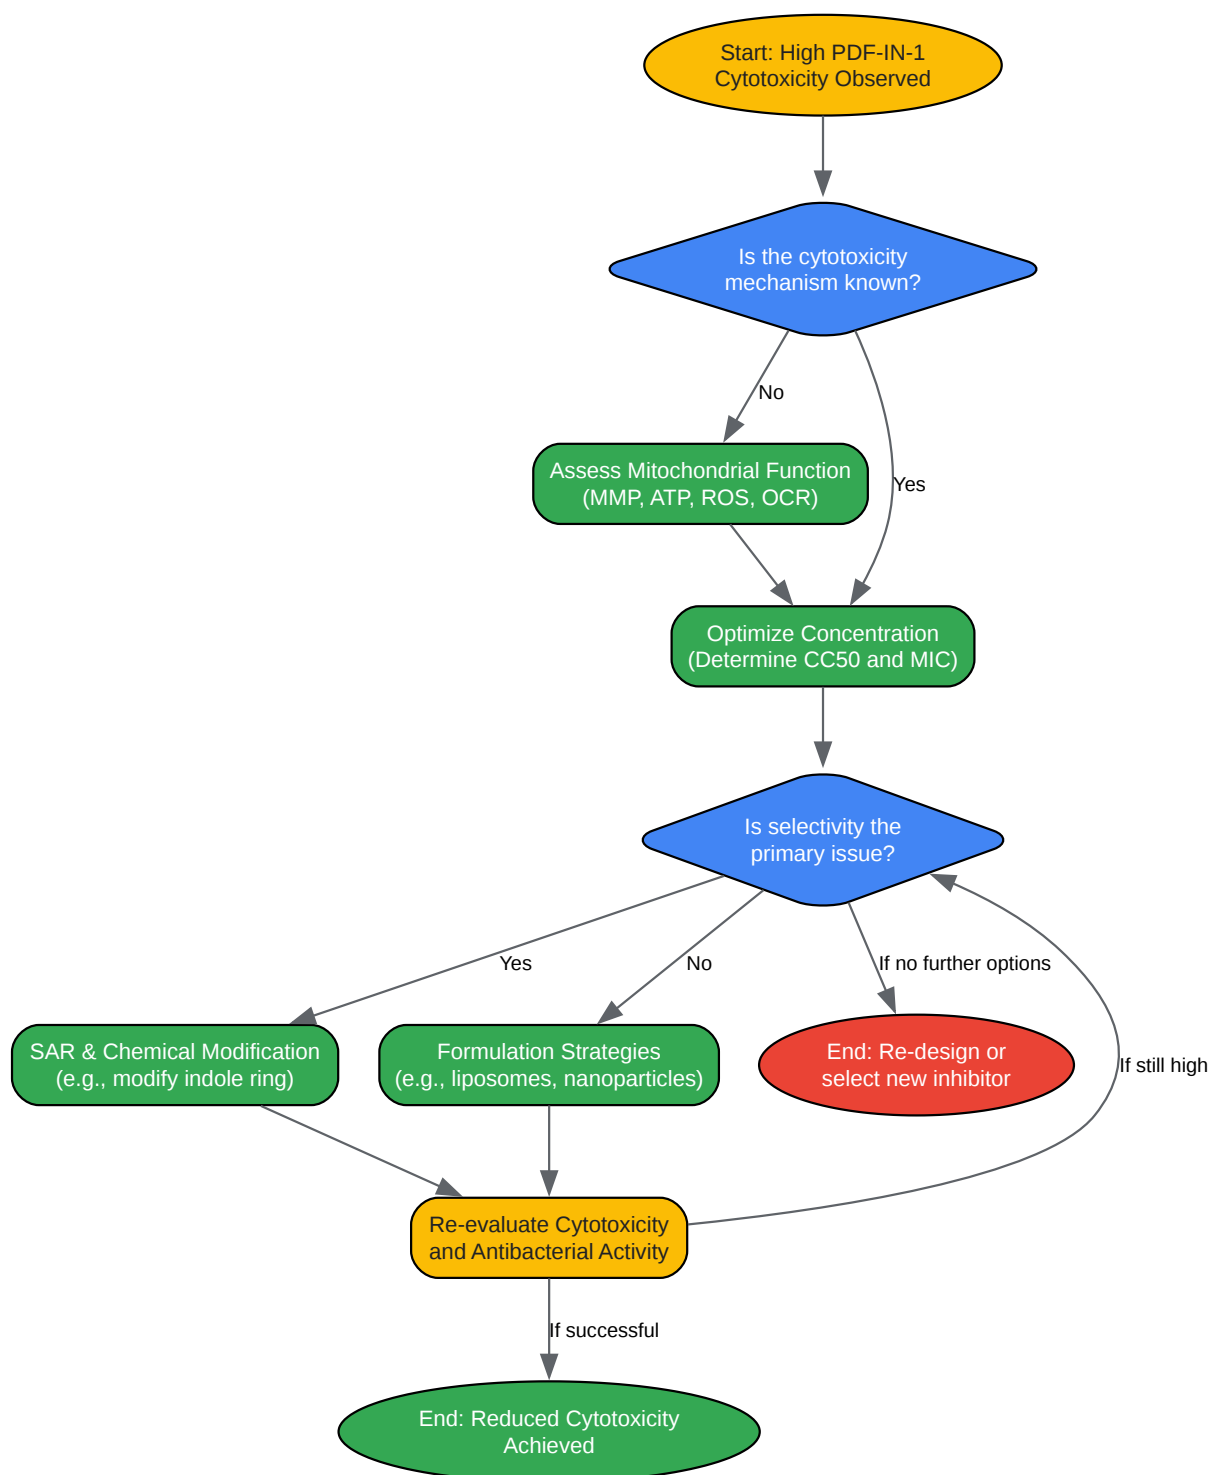 Start: High PDF-IN-1
Cytotoxicity Observed
Is the cytotoxicity
mechanism known?
No
Yes
Assess Mitochondrial Function
(MMP, ATP, ROS, OCR)
Optimize Concentration
(Determine CC50 and MIC)
Is selectivity the
primary issue?
Yes
No
If no further options
If still high
SAR & Chemical Modification
(e.g., modify indole ring)
Formulation Strategies
(e.g., liposomes, nanoparticles)
End: Re-design or
select new inhibitor
Re-evaluate Cytotoxicity
and Antibacterial Activity
If successful
End: Reduced Cytotoxicity
Achieved